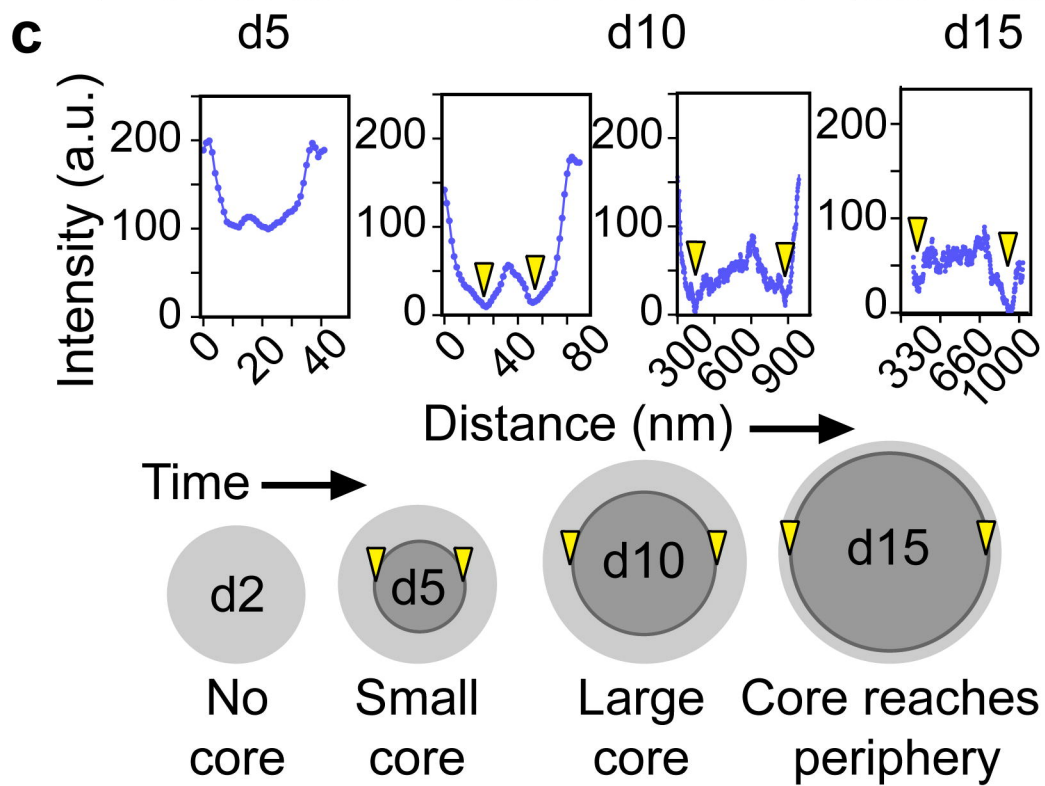 c
d5 d10 d15
Intensity (a.u.)
200 200 200 200
100 100 100 100
0 0 0 0
0 20 40 0 40 80 300 600 900 330 660 1000
Distance (nm)
Time
d2 d5 d10 d15
No Small Large Core reaches
core core core periphery